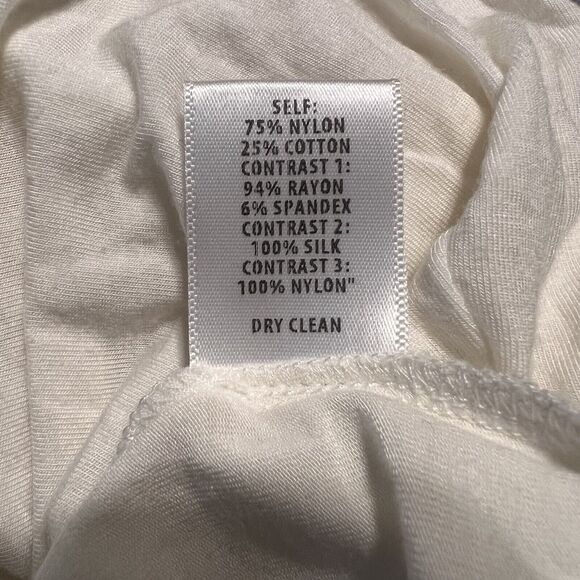 SELF:
75% NYLON
25% COTTON
CONTRAST 1:
94% RAYON
6% SPANDEX
CONTRAST 2:
100% SILK
CONTRAST 3:
100% NYLON"
DRY CLEAN